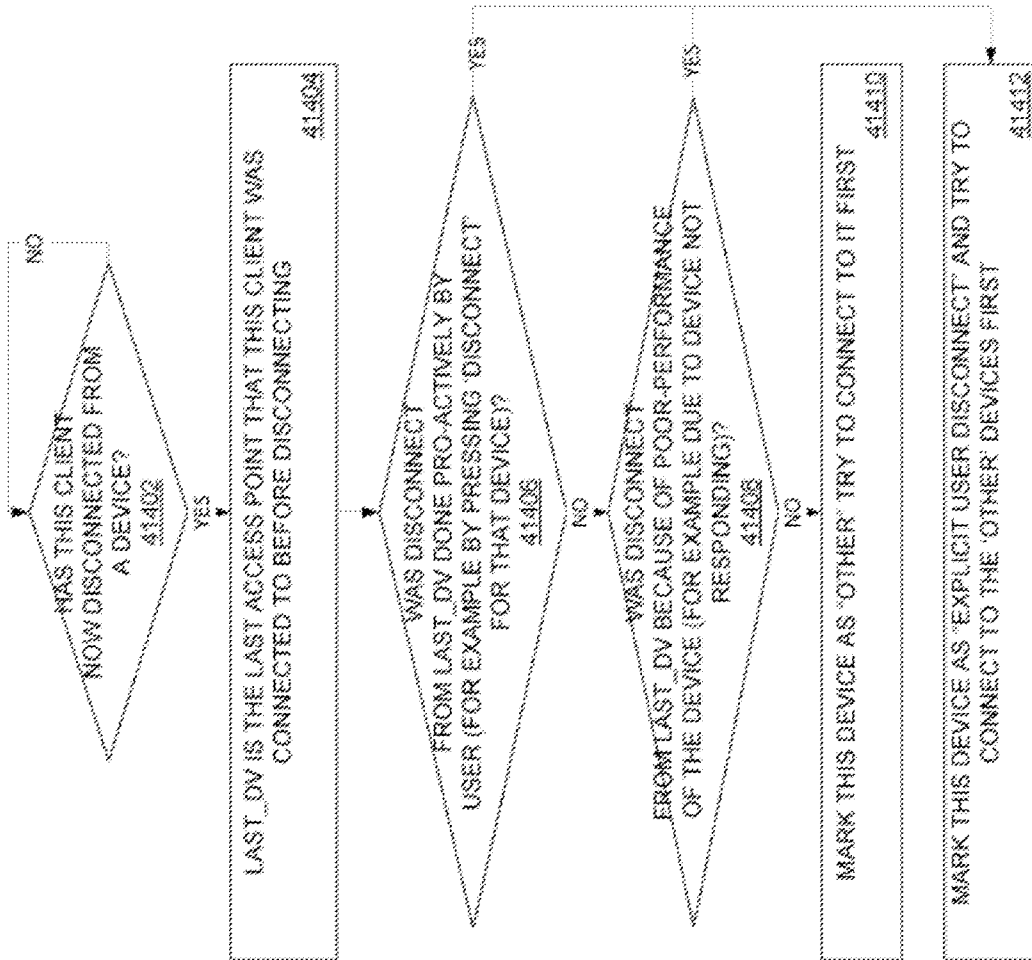 HAS THIS CLIENT
NOW DISCONNECTED FROM
A DEVICE?
41402
NO
YES
LAST_DV IS THE LAST ACCESS POINT THAT THIS CLIENT WAS
CONNECTED TO BEFORE DISCONNECTING
41404
WAS DISCONNECT
FROM LAST_DV DONE PRO-ACTIVELY BY
USER (FOR EXAMPLE BY PRESSING 'DISCONNECT'
FOR THAT DEVICE)?
41406
YES
NO
WAS DISCONNECT
FROM LAST_DV BECAUSE OF POOR-PERFORMANCE
OF THE DEVICE (FOR EXAMPLE DUE TO DEVICE NOT
RESPONDING)?
41408
YES
NO
MARK THIS DEVICE AS "OTHER" TRY TO CONNECT TO IT FIRST
41410
MARK THIS DEVICE AS "EXPLICIT USER DISCONNECT" AND TRY TO
CONNECT TO THE 'OTHER' DEVICES FIRST
41412